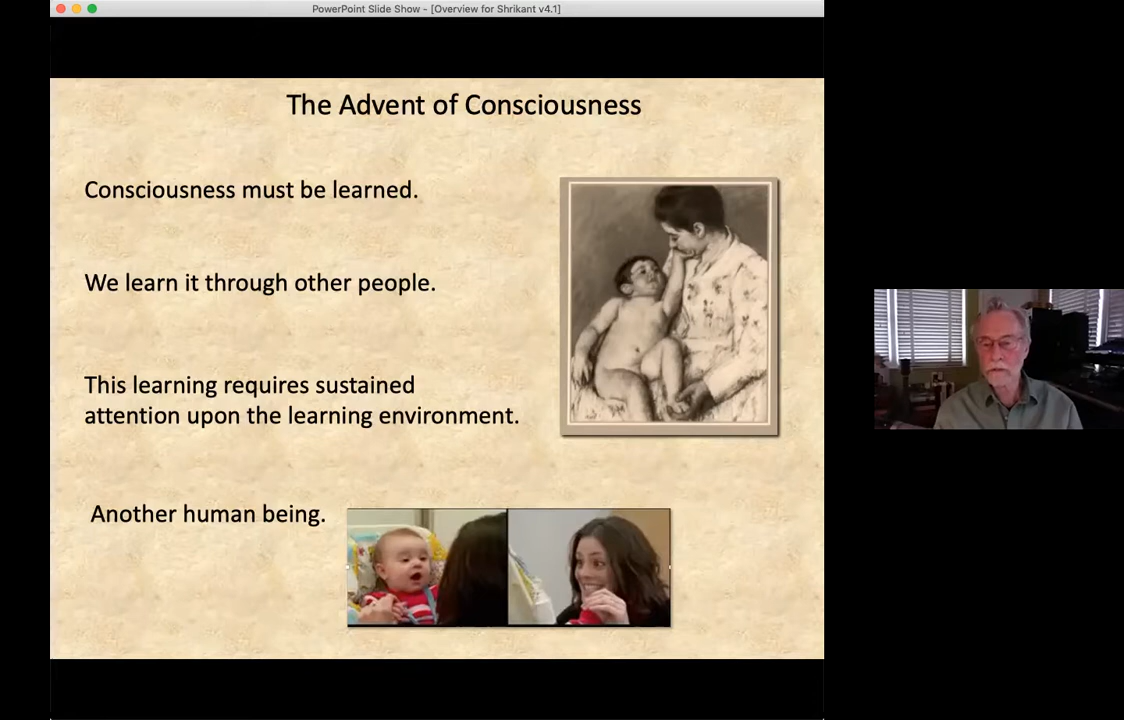 PowerPoint Slide Show - [Overview for Shrikant v4.1]
The Advent of Consciousness
Consciousness must be learned.
We learn it through other people.
This learning requires sustained
attention upon the learning environment.
Another human being.